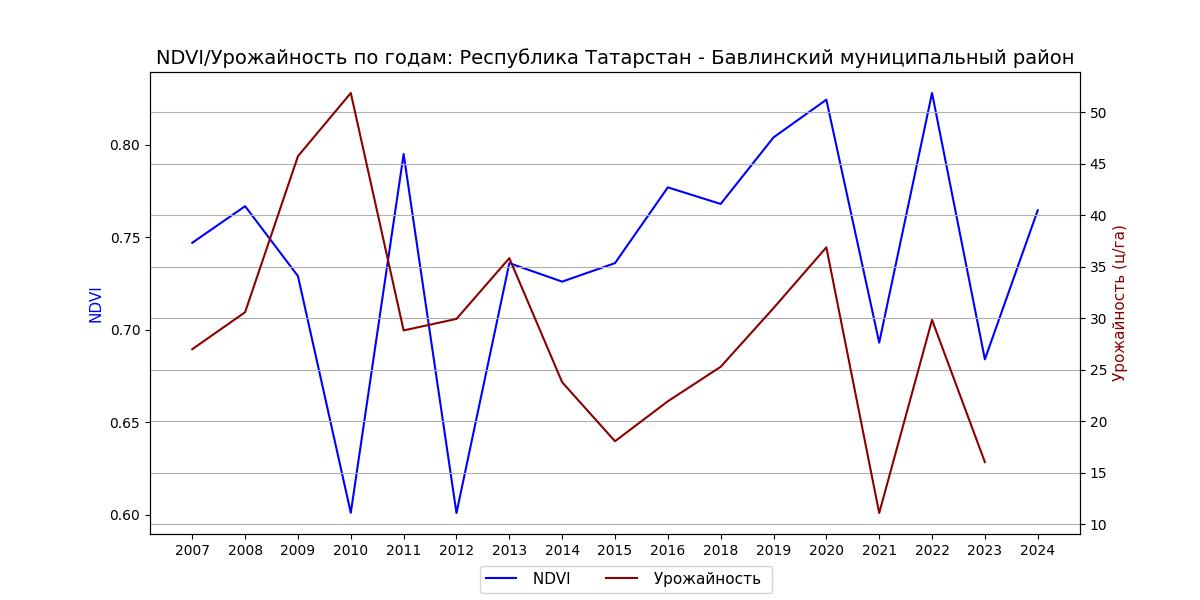 NDVI/Урожайность по годам: Республика Татарстан - Бавлинский муниципальный район
0.80
0.75
0.70
0.65
0.60
NDVI
50
45
40
35
30
25
20
15
10
Урожайность (ц/га)
2007 2008 2009 2010 2011 2012 2013 2014 2015 2016 2018 2019 2020 2021 2022 2023 2024
NDVI Урожайность